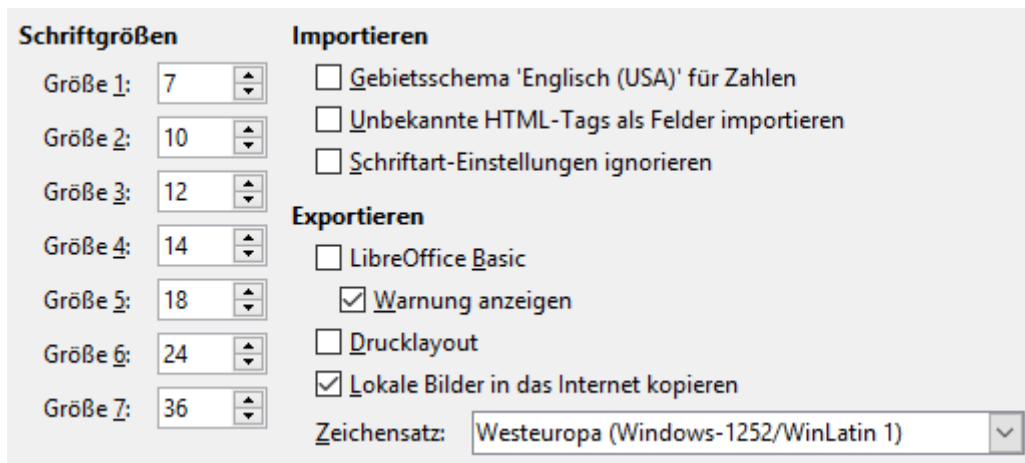 Schriftgrößen
Größe 1: 7
Größe 2: 10
Größe 3: 12
Größe 4: 14
Größe 5: 18
Größe 6: 24
Größe 7: 36
Importieren
Gebietsschema 'Englisch (USA)' für Zahlen
Unbekannte HTML-Tags als Felder importieren
Schriftart-Einstellungen ignorieren
Exportieren
LibreOffice Basic
Warnung anzeigen
Drucklayout
Lokale Bilder in das Internet kopieren
Zeichensatz: Westeuropa (Windows-1252/WinLatin 1)